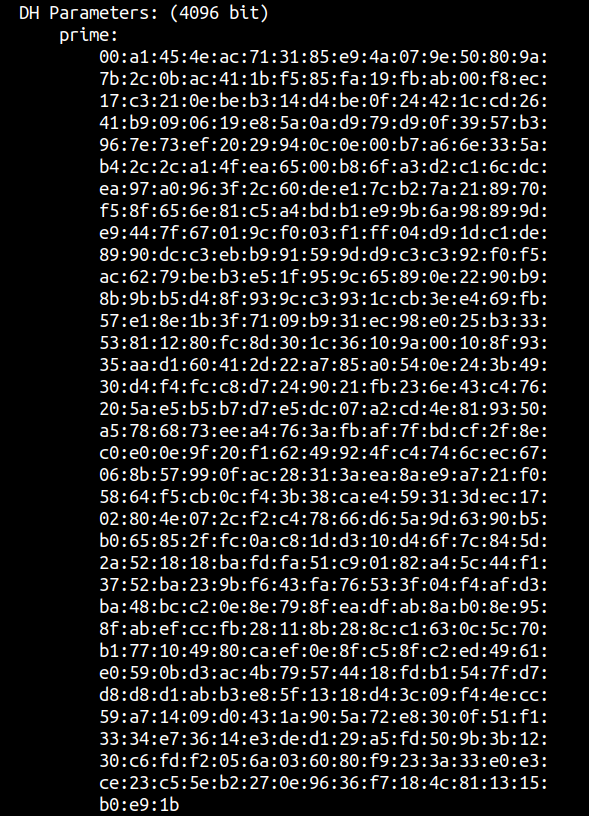 DH Parameters: (4096 bit)
prime:
00:a1:45:4e:ac:71:31:85:e9:4a:07:9e:50:80:9a:
7b:2c:0b:ac:41:1b:f5:85:fa:19:fb:ab:00:f8:ec:
17:c3:21:0e:be:b3:14:d4:be:0f:24:42:1c:cd:26:
41:b9:09:06:19:e8:5a:0a:d9:79:d9:0f:39:57:b3:
96:7e:73:ef:20:29:94:0c:0e:00:b7:a6:6e:33:5a:
b4:2c:2c:a1:4f:ea:65:00:b8:6f:a3:d2:c1:6c:dc:
ea:97:a0:96:3f:2c:60:de:e1:7c:b2:7a:21:89:70:
f5:8f:65:6e:81:c5:a4:bd:b1:e9:9b:6a:98:89:9d:
e9:44:7f:67:01:9c:f0:03:f1:ff:04:d9:1d:c1:de:
89:90:dc:c3:eb:b9:91:59:9d:d9:c3:c3:92:f0:f5:
ac:62:79:be:b3:e5:1f:95:9c:65:89:0e:22:90:b9:
8b:9b:b5:d4:8f:93:9c:c3:93:1c:cb:3e:e4:69:fb:
57:e1:8e:1b:3f:71:09:b9:31:ec:98:e0:25:b3:33:
53:81:12:80:fc:8d:30:1c:36:10:9a:00:10:8f:93:
35:aa:d1:60:41:2d:22:a7:85:a0:54:0e:24:3b:49:
30:d4:f4:fc:c8:d7:24:90:21:fb:23:6e:43:c4:76:
20:5a:e5:b5:b7:d7:e5:dc:07:a2:cd:4e:81:93:50:
a5:78:68:73:ee:a4:76:3a:fb:af:7f:bd:cf:2f:8e:
c0:e0:0e:9f:20:f1:62:49:92:4f:c4:74:6c:ec:67:
06:8b:57:99:0f:ac:28:31:3a:ea:8a:e9:a7:21:f0:
58:64:f5:cb:0c:f4:3b:38:ca:e4:59:31:3d:ec:17:
02:80:4e:07:2c:f2:c4:78:66:d6:5a:9d:63:90:b5:
b0:65:85:2f:fc:0a:c8:1d:d3:10:d4:6f:7c:84:5d:
2a:52:18:18:ba:fd:fa:51:c9:01:82:a4:5c:44:f1:
37:52:ba:23:9b:f6:43:fa:76:53:3f:04:f4:af:d3:
ba:48:bc:c2:0e:8e:79:8f:ea:df:ab:8a:b0:8e:95:
8f:ab:ef:cc:fb:28:11:8b:28:8c:c1:63:0c:5c:70:
b1:77:10:49:80:ca:ef:0e:8f:c5:8f:c2:ed:49:61:
e0:59:0b:d3:ac:4b:79:57:44:18:fd:b1:54:7f:d7:
d8:d8:d1:ab:b3:e8:5f:13:18:d4:3c:09:f4:4e:cc:
59:a7:14:09:d0:43:1a:90:5a:72:e8:30:0f:51:f1:
33:34:e7:36:14:e3:de:d1:29:a5:fd:50:9b:3b:12:
30:c6:fd:f2:05:6a:03:60:80:f9:23:3a:33:e0:e3:
ce:23:c5:5e:b2:27:0e:96:36:f7:18:4c:81:13:15:
b0:e9:1b